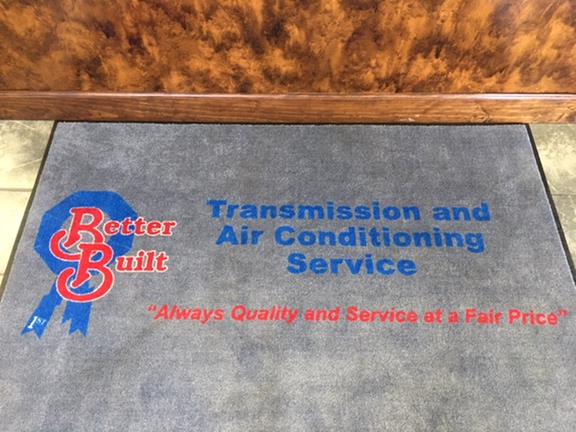 Better
Built
1ST
Transmission and
Air Conditioning
Service
"Always Quality and Service at a Fair Price"